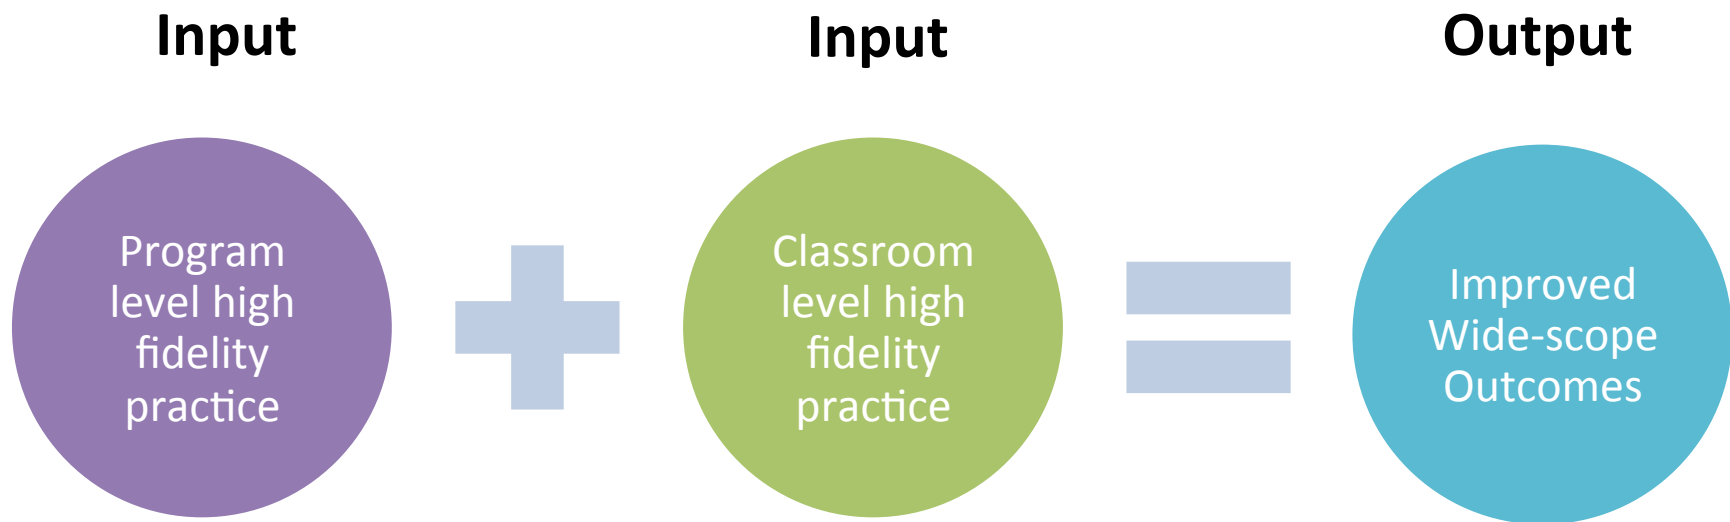 Input
Input
Output
Program
level high
fidelity
practice
Classroom
level high
fidelity
practice
Improved
Wide-scope
Outcomes